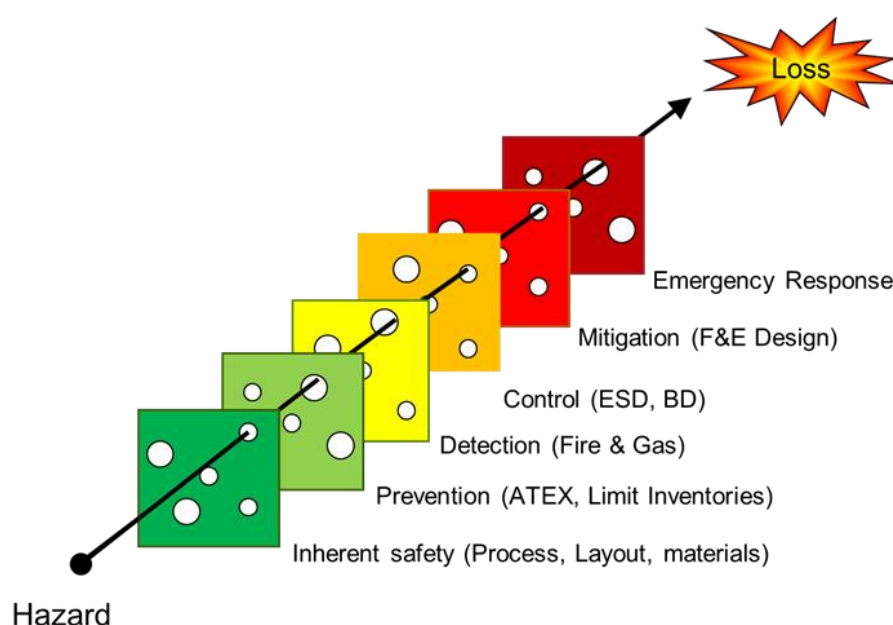 Loss
Emergency Response
Mitigation (F&E Design)
Control (ESD, BD)
Detection (Fire & Gas)
Prevention (ATEX, Limit Inventories)
Inherent safety (Process, Layout, materials)
Hazard